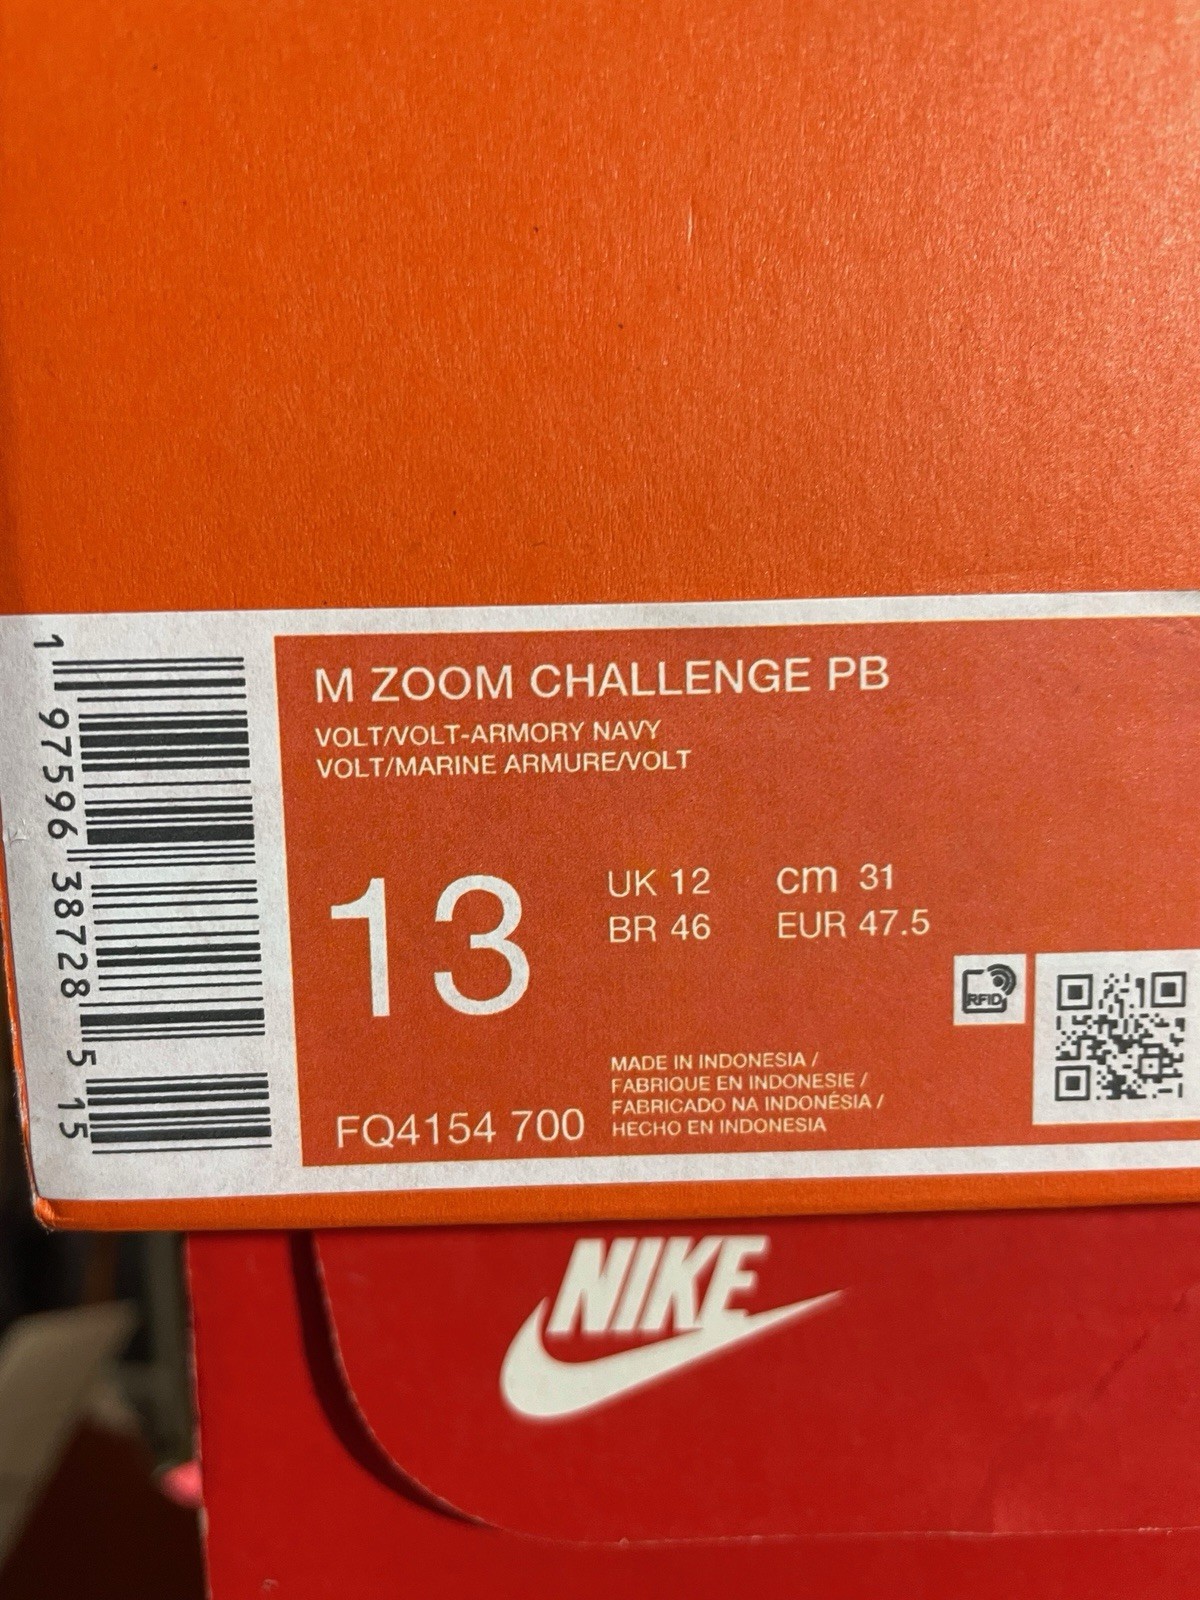 M ZOOM CHALLENGE PB
VOLT/VOLT-ARMORY NAVY
VOLT/MARINE ARMURE/VOLT
13
UK 12
cm 31
BR 46
EUR 47.5
RFID
MADE IN INDONESIA /
FABRIQUE EN INDONESIE /
FABRICADO NA INDONÉSIA /
HECHO EN INDONESIA
FQ4154 700
1 97596 38728 5 15
NIKE